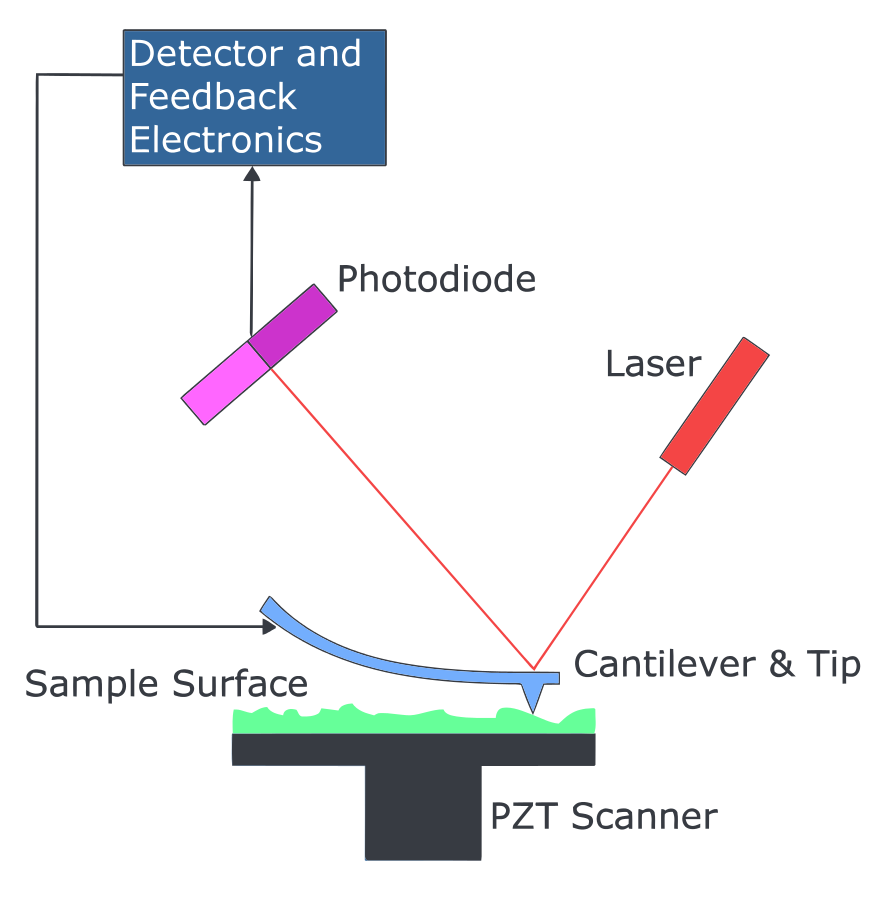 Detector and
Feedback
Electronics
Photodiode
Laser
Cantilever & Tip
Sample Surface
PZT Scanner